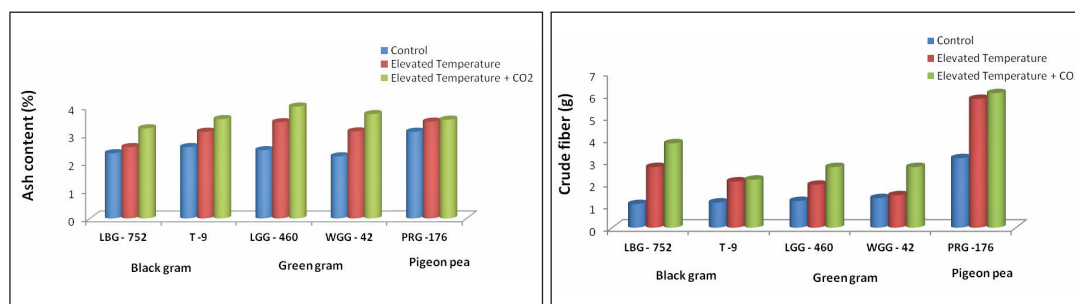 Control
Elevated Temperature
Elevated Temperature + CO2
Ash content (%)
4
3
2
1
0
LBG - 752 T -9 LGG - 460 WGG - 42 PRG -176
Black gram Green gram Pigeon pea
Control
Elevated Temperature
Elevated Temperature + CO2
Crude fiber (g)
7
6
5
4
3
2
1
0
LBG - 752 T -9 LGG - 460 WGG - 42 PRG -176
Black gram Green gram Pigeon pea